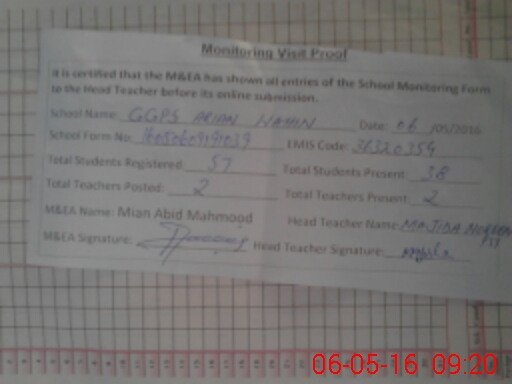 Monitoring Visit Proof
It is certified that the M&EA has shown all entries of the School Monitoring Form
to the Head Teacher before its online submission.
School Name: GGPS Date: 06 /05/2016
School Form No: EMIS Code: 36320354
Total Students Registered: 57 Total Students Present: 38
Total Teachers Posted: 2 Total Teachers Present: 2
M&EA Name: Mian Abid Mahmood Head Teacher Name: MAJIDA
M&EA Signature: Head Teacher Signature:
06-05-16 09:20